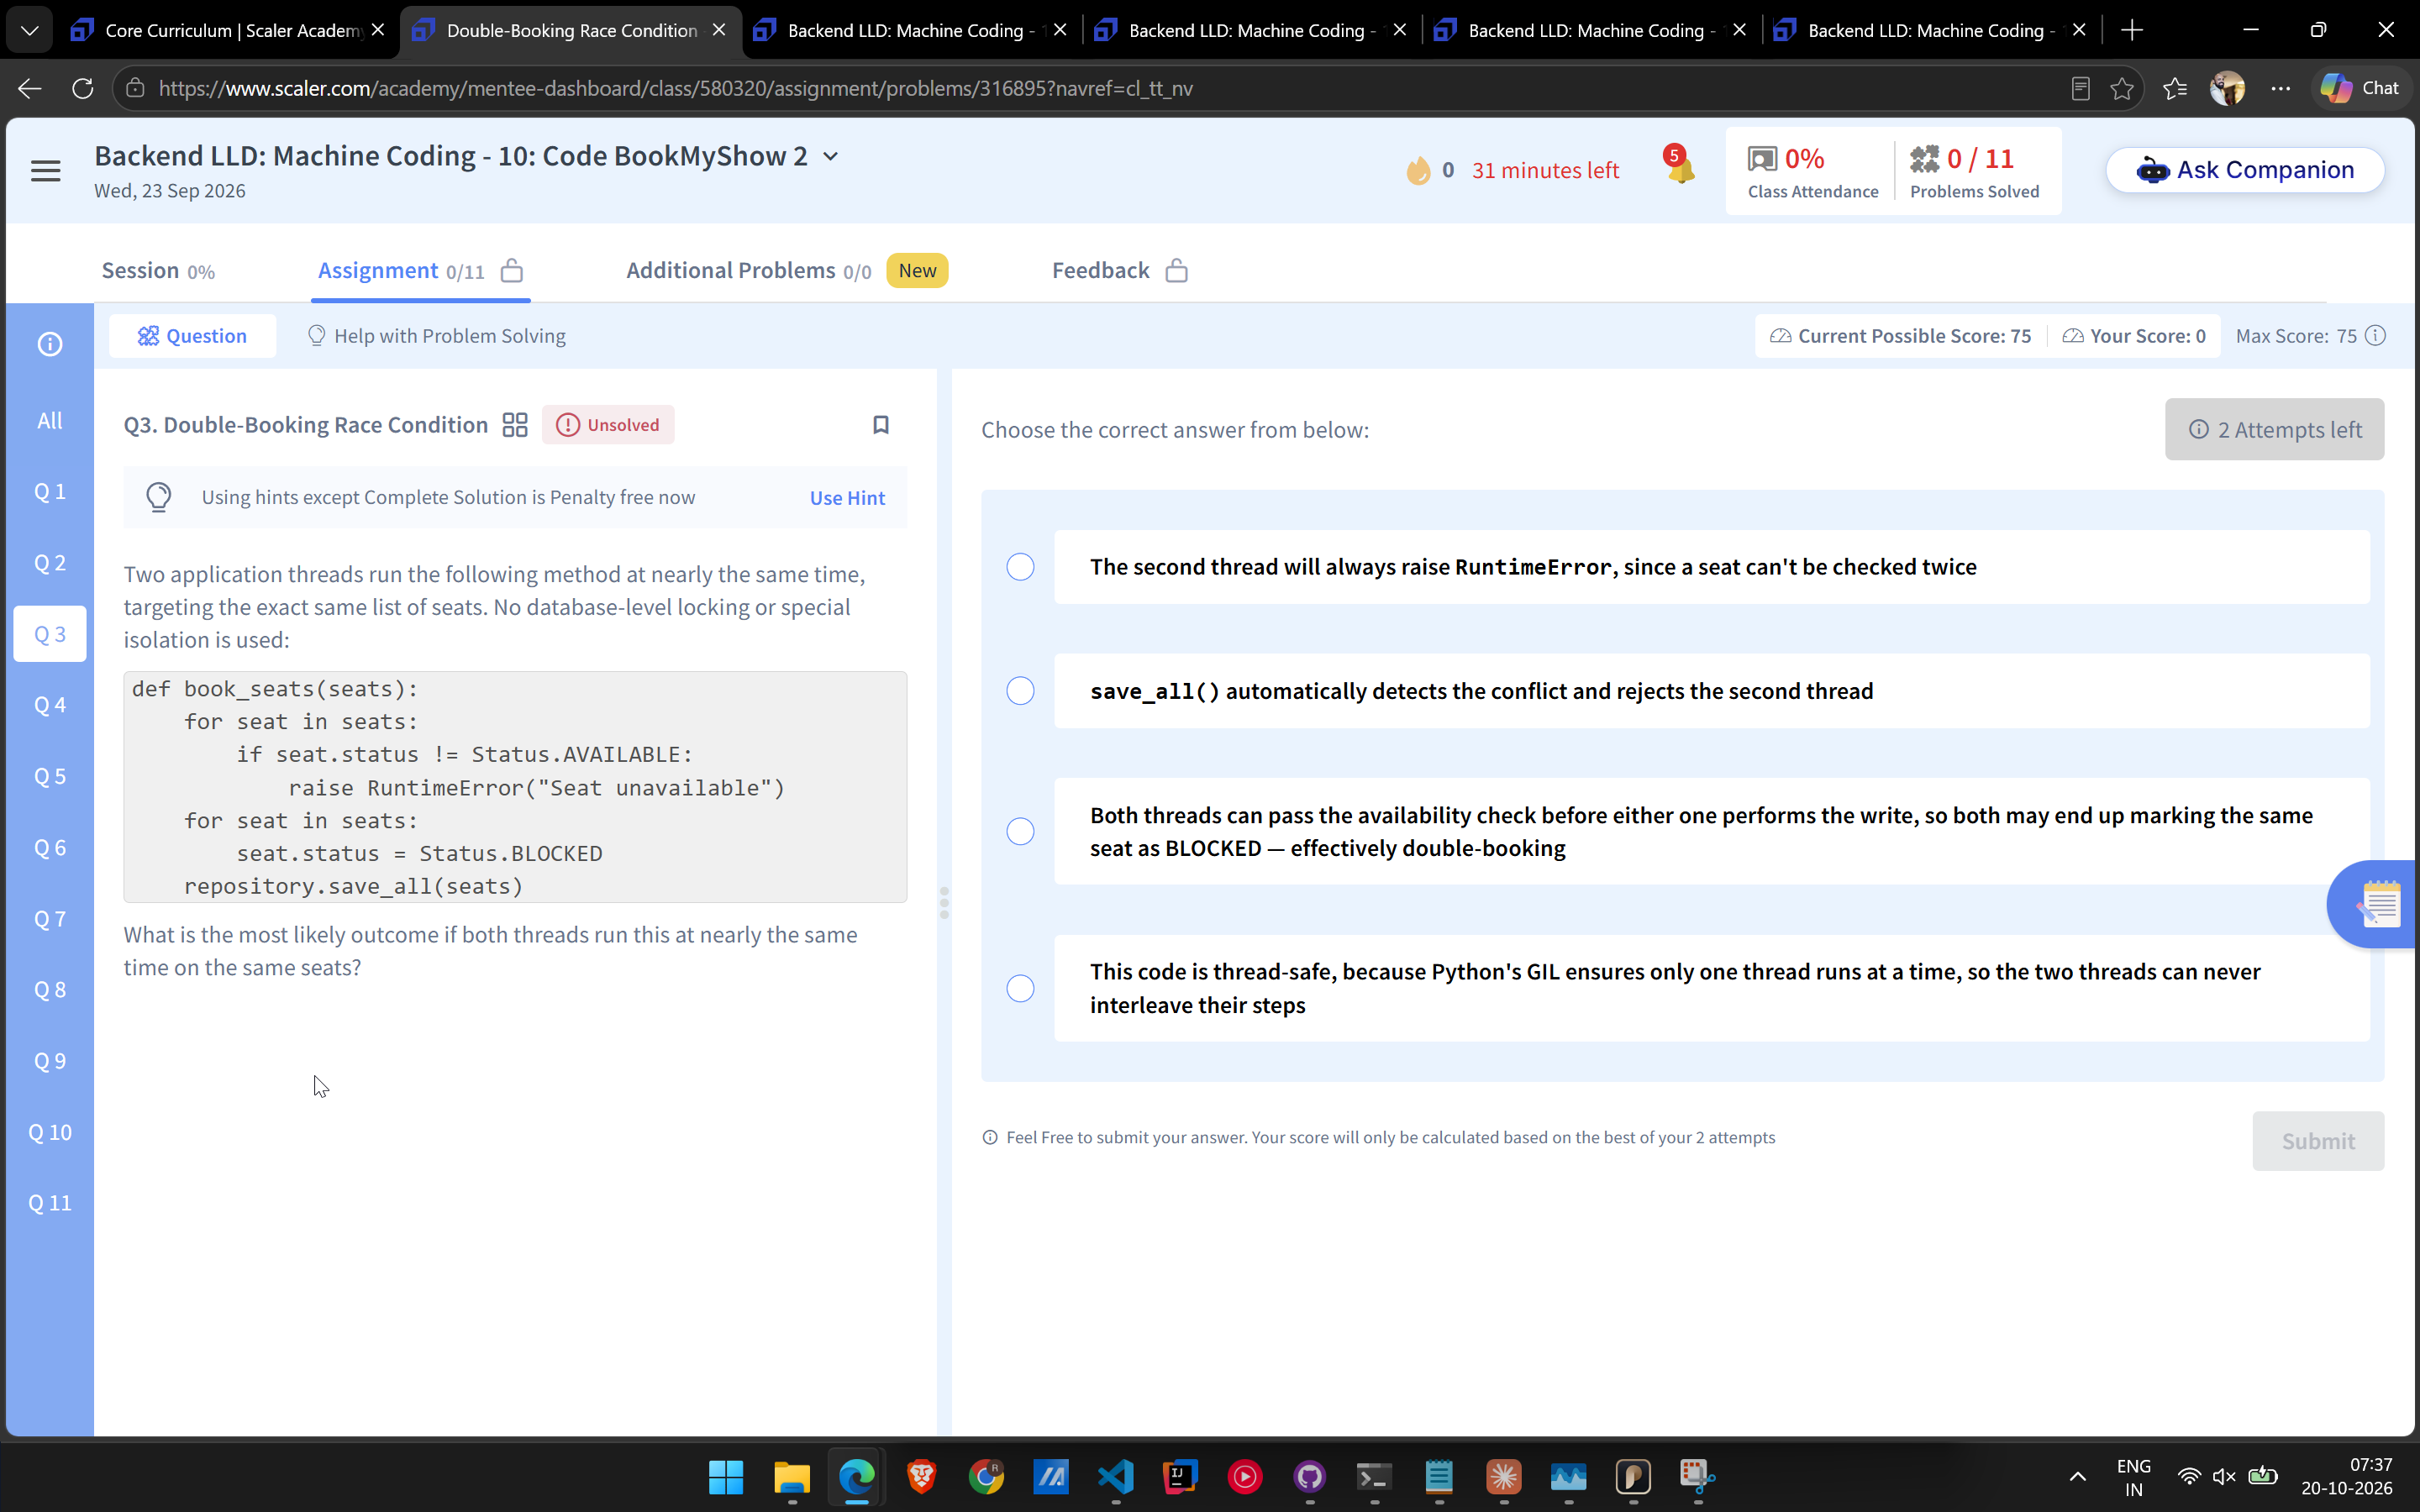 Core Curriculum | Scaler Academ
Double-Booking Race Condition
Backend LLD: Machine Coding - 1
Backend LLD: Machine Coding - 
Backend LLD: Machine Coding - 
Backend LLD: Machine Coding - 
https://www.scaler.com/academy/mentee-dashboard/class/580320/assignment/problems/316895?navref=cl_tt_nv
Chat
Backend LLD: Machine Coding - 10: Code BookMyShow 2
Wed, 23 Sep 2026
0
31 minutes left
5
0%
Class Attendance
0 / 11
Problems Solved
Ask Companion
Session 0%
Assignment 0/11
Additional Problems 0/0 New
Feedback
Question
Help with Problem Solving
Current Possible Score: 75
Your Score: 0
Max Score: 75
All
Q 1
Q 2
Q 3
Q 4
Q 5
Q 6
Q 7
Q 8
Q 9
Q 10
Q 11
Q3. Double-Booking Race Condition
Unsolved
Using hints except Complete Solution is Penalty free now
Use Hint
Two application threads run the following method at nearly the same time,
targeting the exact same list of seats. No database-level locking or special
isolation is used:
def book_seats(seats):
for seat in seats:
if seat.status != Status.AVAILABLE:
raise RuntimeError("Seat unavailable")
for seat in seats:
seat.status = Status.BLOCKED
repository.save_all(seats)
What is the most likely outcome if both threads run this at nearly the same
time on the same seats?
Choose the correct answer from below:
2 Attempts left
The second thread will always raise RuntimeError, since a seat can't be checked twice
save_all() automatically detects the conflict and rejects the second thread
Both threads can pass the availability check before either one performs the write, so both may end up marking the same
seat as BLOCKED — effectively double-booking
This code is thread-safe, because Python's GIL ensures only one thread runs at a time, so the two threads can never
interleave their steps
Feel Free to submit your answer. Your score will only be calculated based on the best of your 2 attempts
Submit
R
IJ
ENG
IN
07:37
20-10-2026